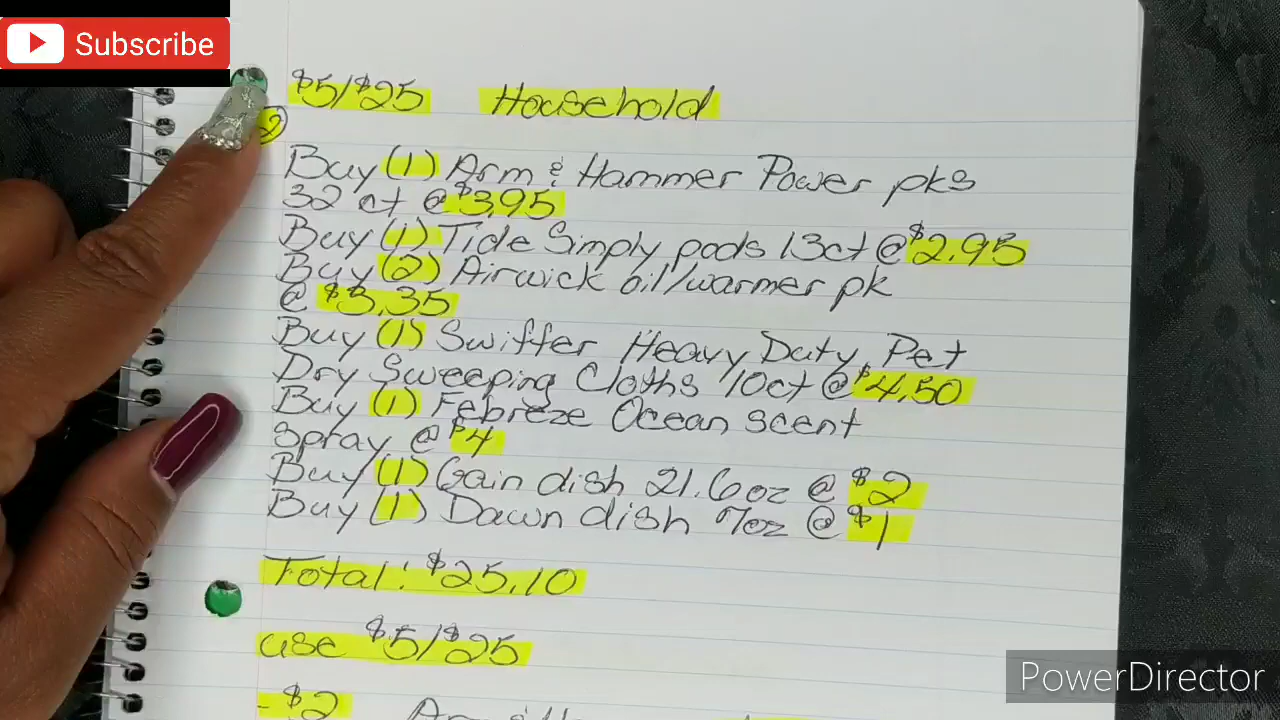 Subscribe
$5/$25 Household
2
Buy (1) Arm & Hammer Power pks
32 ct @ $3.95
Buy (1) Tide Simply pods 13ct @ $2.95
Buy (2) Airwick oil/warmer pk
@ $3.35
Buy (1) Swiffer Heavy Duty Pet
Dry Sweeping Cloths 10ct @ $4.50
Buy (1) Febreze Ocean scent
Spray @ $4
Buy (1) Gain dish 21.6oz @ $2
Buy (1) Dawn dish 7oz @ $1
Total: $25.10
use $5/$25
- $2 Arm &
PowerDirector